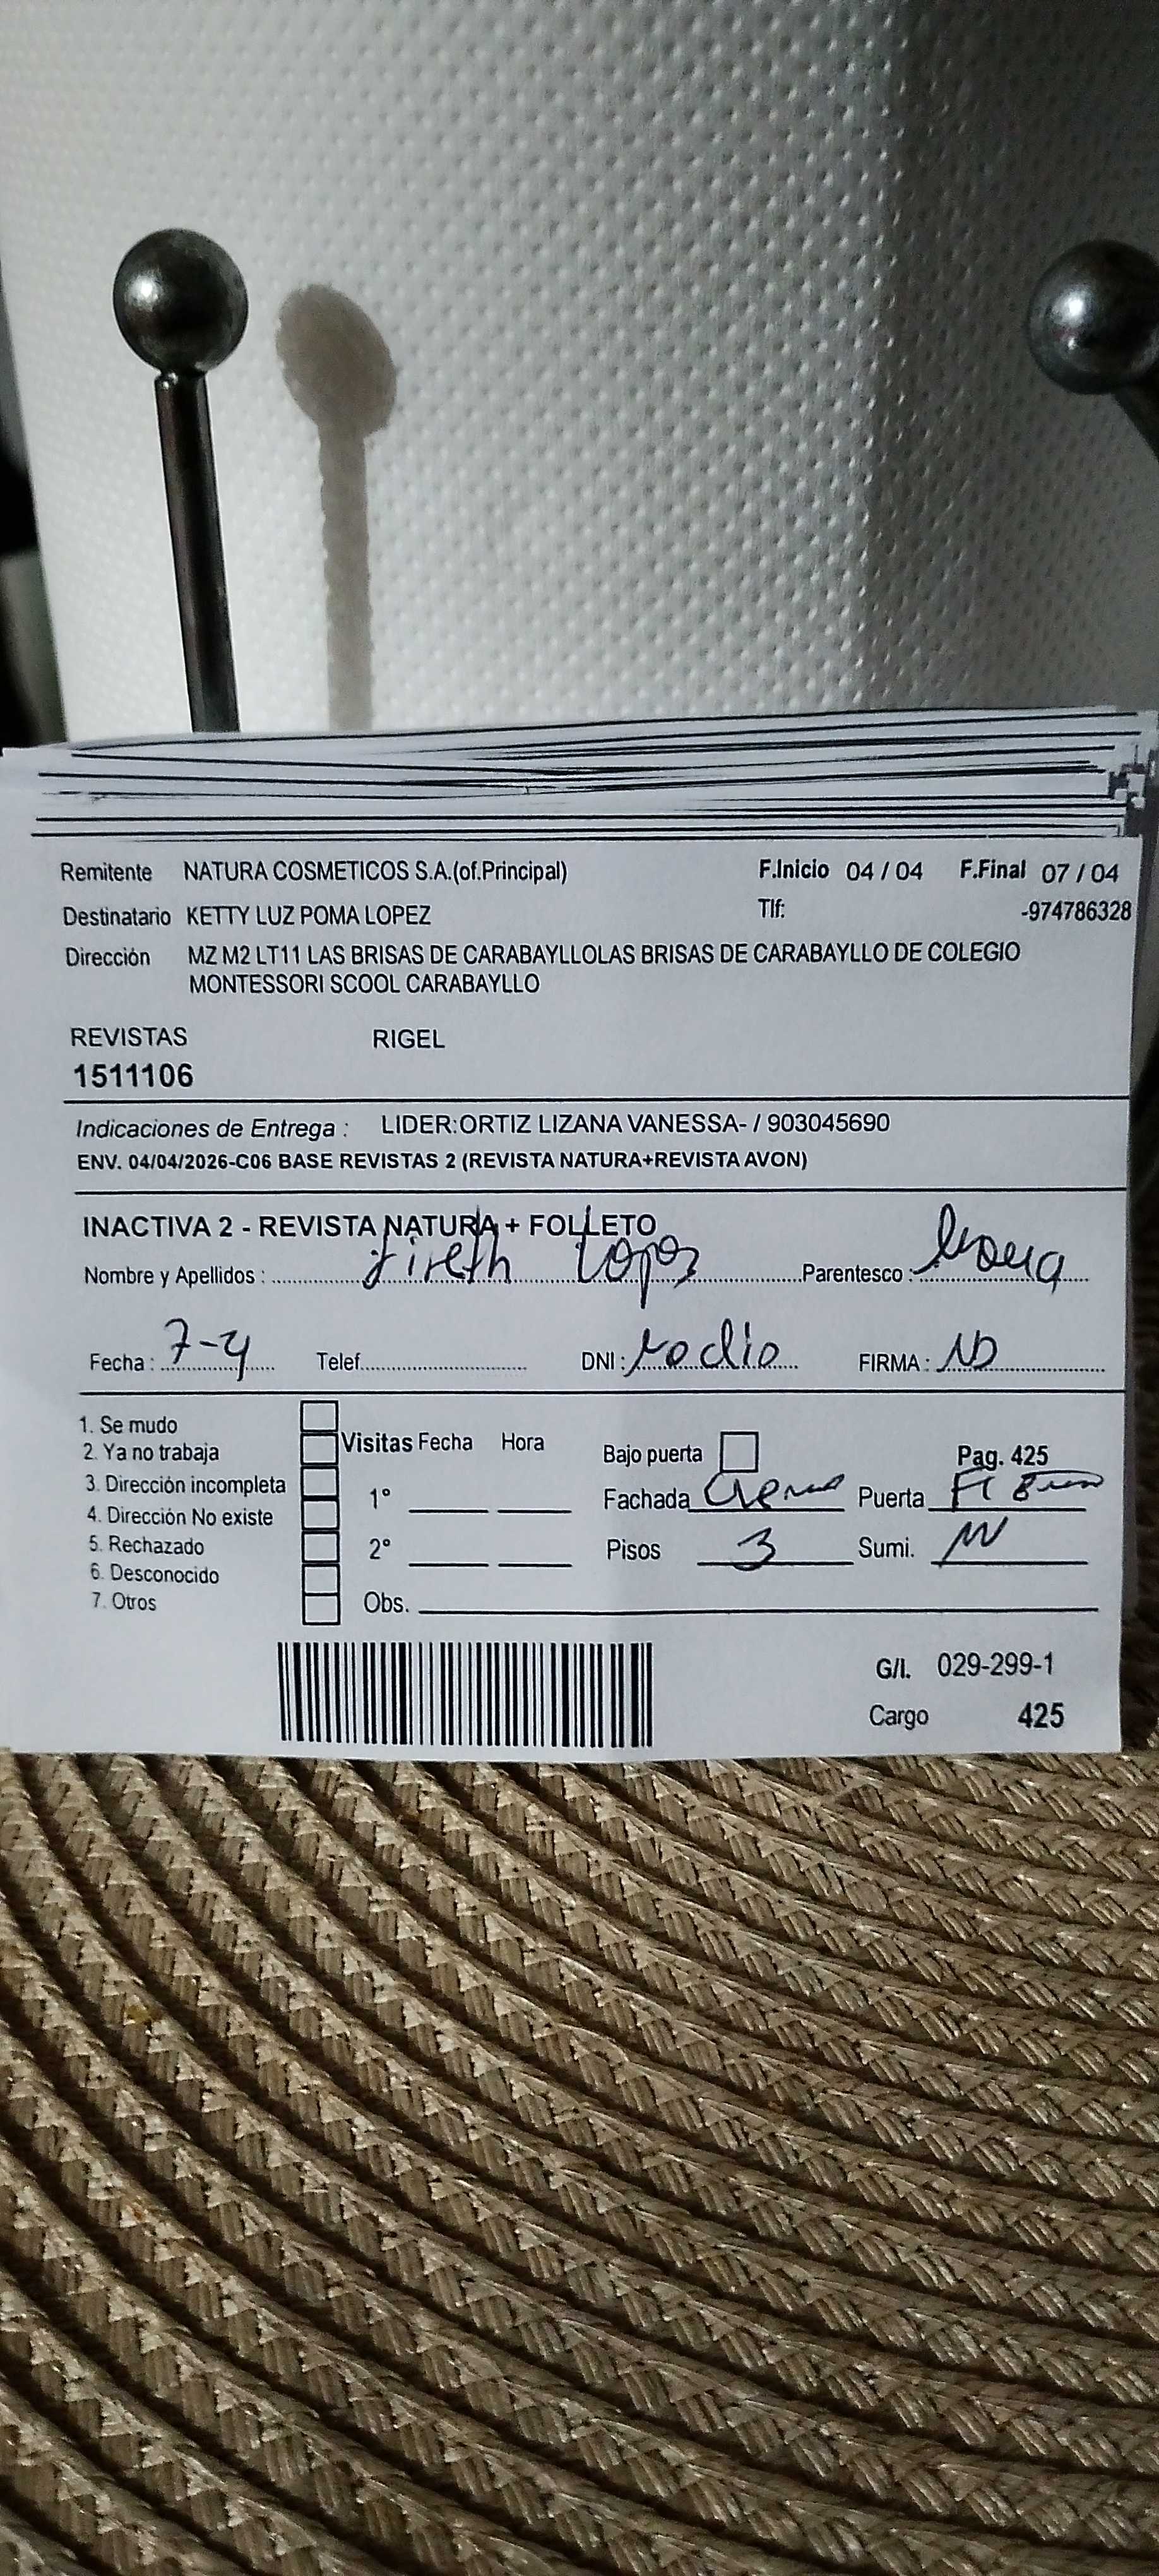 Remitente NATURA COSMETICOS S.A.(of.Principal) F.Inicio 04 / 04 F.Final 07 / 04
Destinatario KETTY LUZ POMA LOPEZ Tlf: -974786328
Dirección MZ M2 LT11 LAS BRISAS DE CARABAYLLOLAS BRISAS DE CARABAYLLO DE COLEGIO
MONTESSORI SCOOL CARABAYLLO
REVISTAS RIGEL
1511106
Indicaciones de Entrega : LIDER:ORTIZ LIZANA VANESSA- / 903045690
ENV. 04/04/2026-C06 BASE REVISTAS 2 (REVISTA NATURA+REVISTA AVON)
INACTIVA 2 - REVISTA NATURA + FOLLETO
Nombre y Apellidos : Lopez Parentesco :
Fecha : 7-4 Telef. DNI : no dio FIRMA : ND
1. Se mudo
2. Ya no trabaja Visitas Fecha Hora Bajo puerta Pag. 425
3. Dirección incompleta 1° Fachada crema Puerta
4. Dirección No existe
5. Rechazado 2° Pisos 3 Sumi.
6. Desconocido
7. Otros Obs.
G/I. 029-299-1
Cargo 425